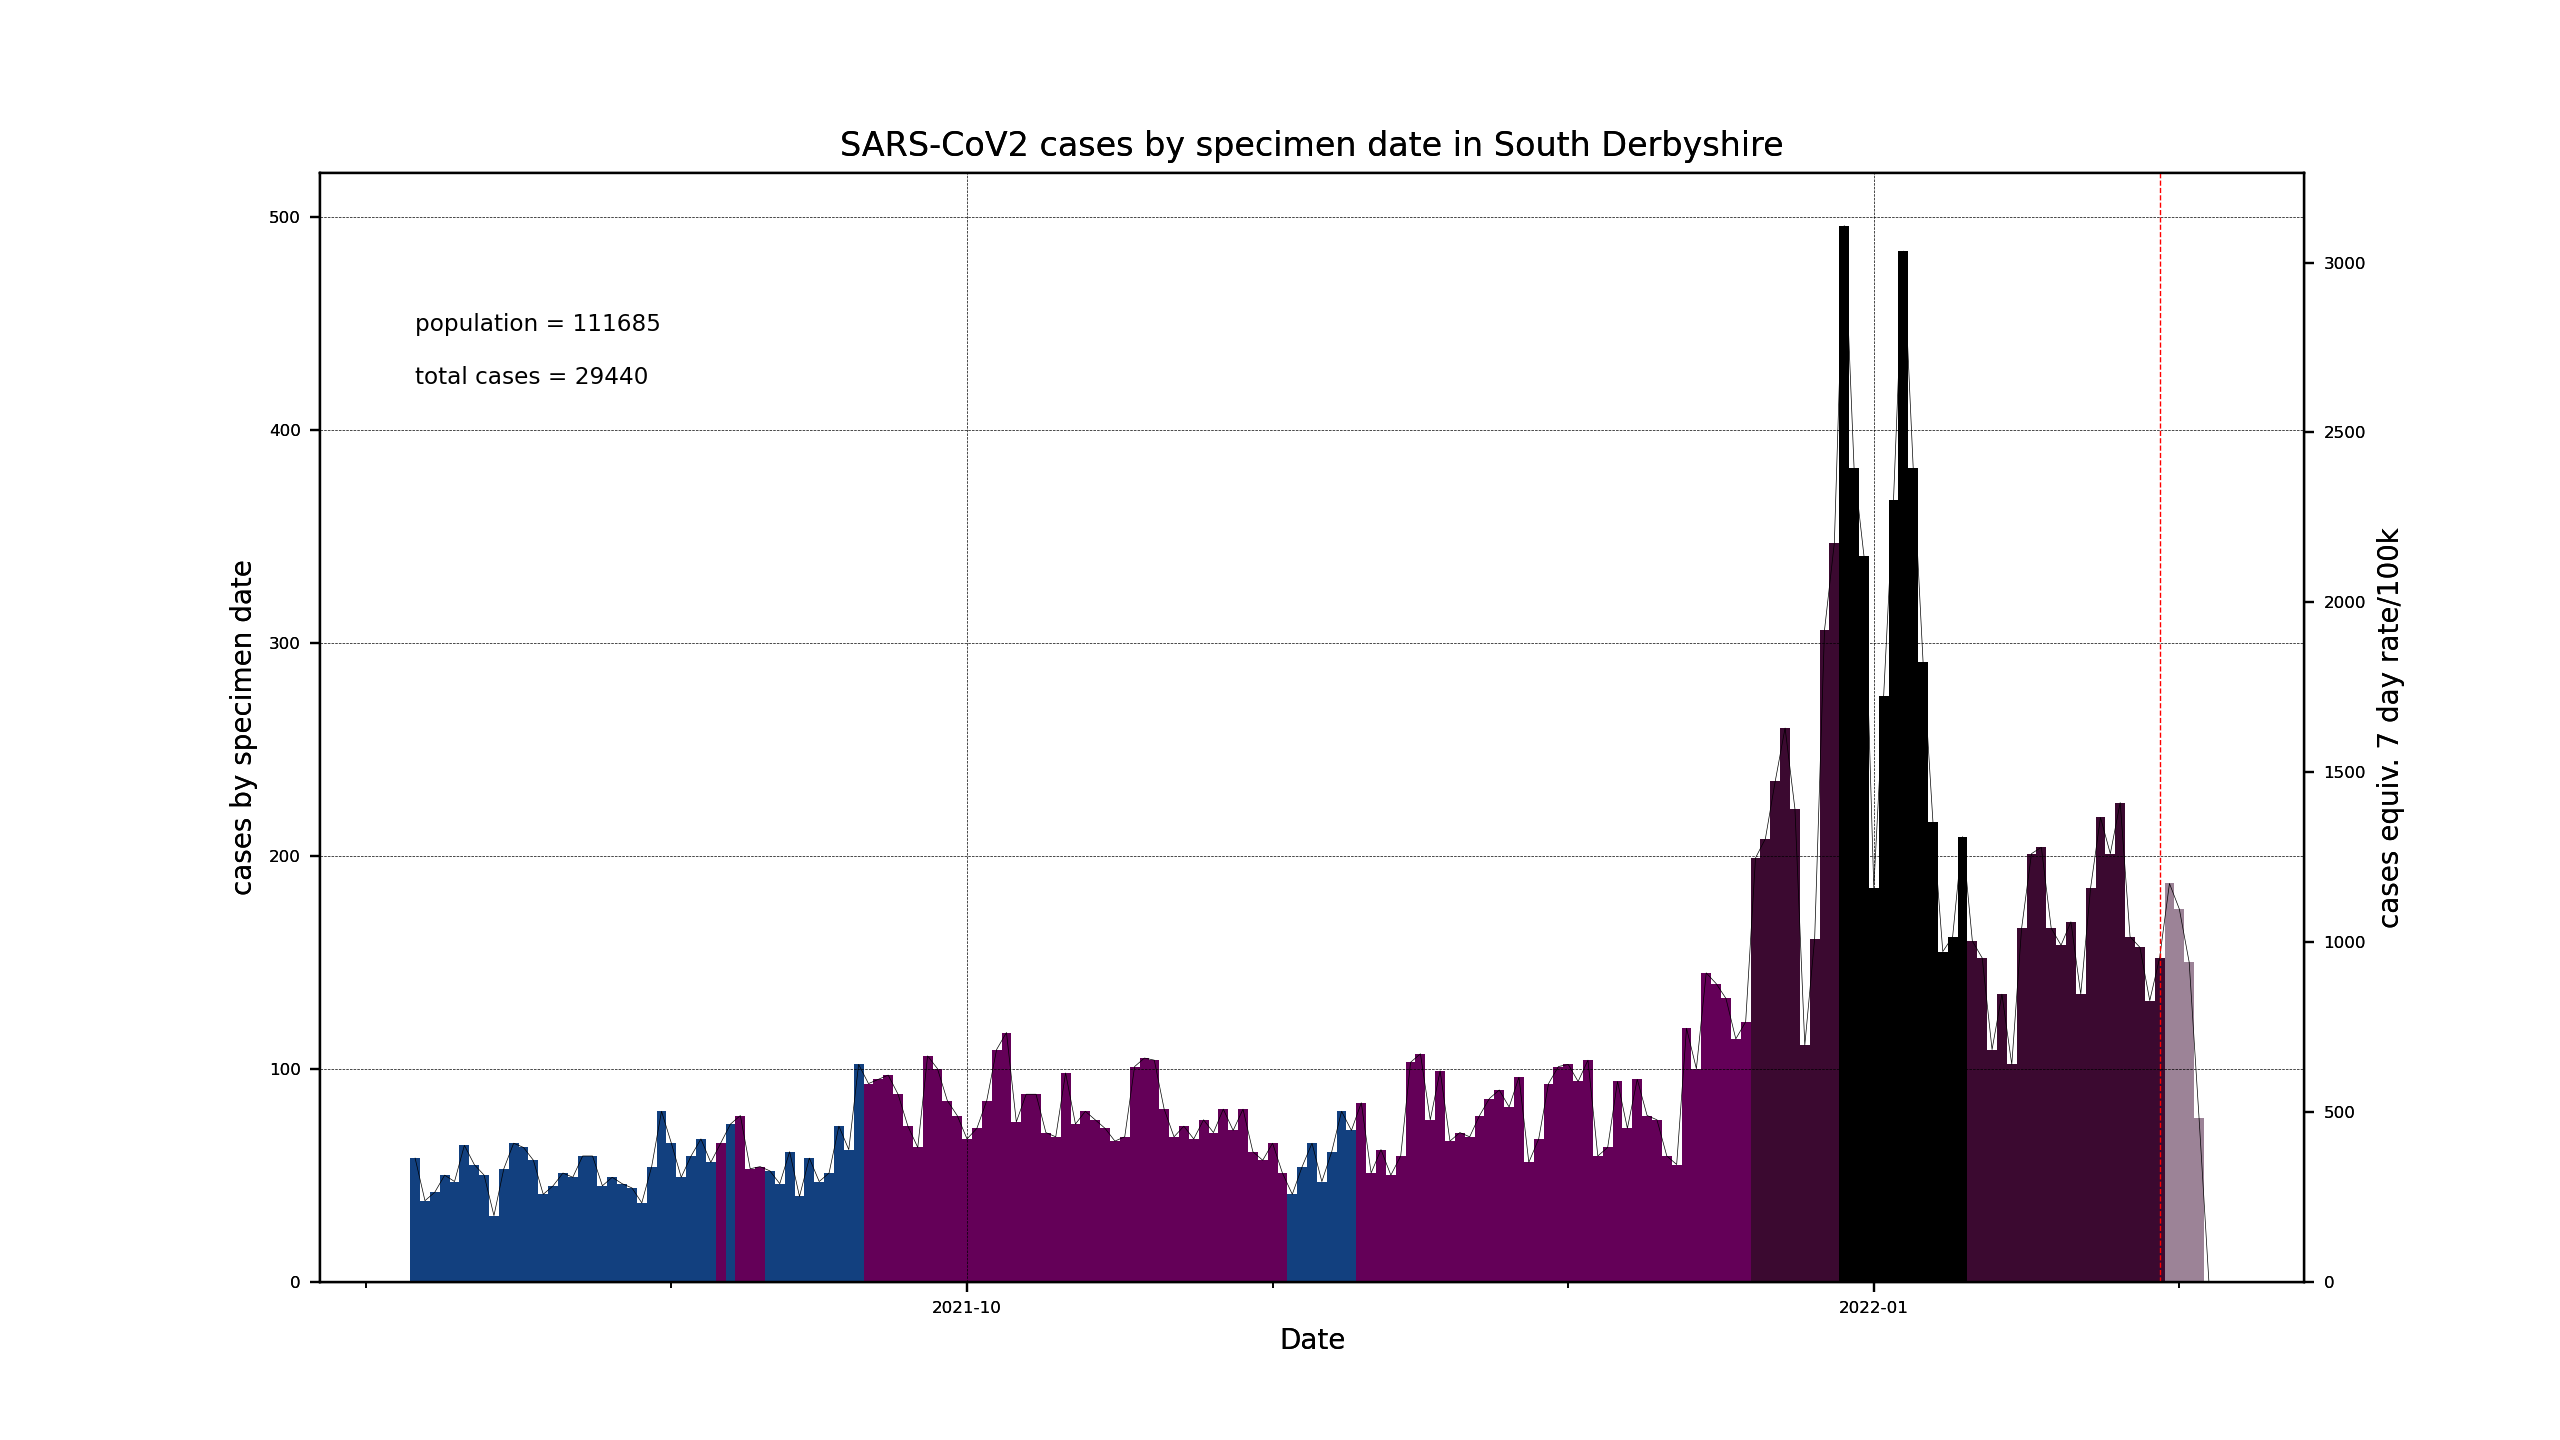 SARS-CoV2 cases by specimen date in South Derbyshire
population = 111685
total cases = 29440
cases by specimen date
500
400
300
200
100
0
cases equiv. 7 day rate/100k
3000
2500
2000
1500
1000
500
0
2021-10
2022-01
Date